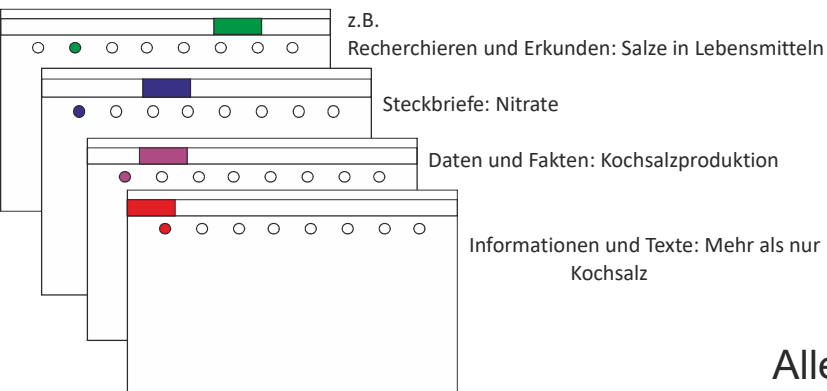 z.B.
Recherchieren und Erkunden: Salze in Lebensmitteln
Steckbriefe: Nitrate
Daten und Fakten: Kochsalzproduktion
Informationen und Texte: Mehr als nur
Kochsalz
Alle